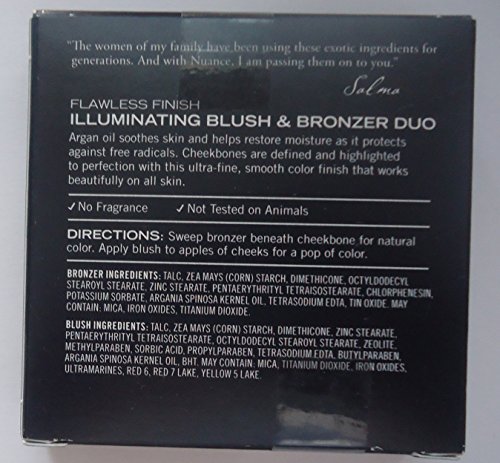 "The women of my family have been using these exotic ingredients for
generations. And with Nuance, I am passing them on to you."
Salma
FLAWLESS FINISH
ILLUMINATING BLUSH & BRONZER DUO
Argan oil soothes skin and helps restore moisture as it protects
against free radicals. Cheekbones are defined and highlighted
to perfection with this ultra-fine, smooth color finish that works
beautifully on all skin.
✓ No Fragrance ✓ Not Tested on Animals
DIRECTIONS: Sweep bronzer beneath cheekbone for natural
color. Apply blush to apples of cheeks for a pop of color.
BRONZER INGREDIENTS: TALC, ZEA MAYS (CORN) STARCH, DIMETHICONE, OCTYLDODECYL
STEAROYL STEARATE, ZINC STEARATE, PENTAERYTHRITYL TETRAISOSTEARATE, CHLORPHENESIN,
POTASSIUM SORBATE, ARGANIA SPINOSA KERNEL OIL, TETRASODIUM EDTA, TIN OXIDE. MAY
CONTAIN: MICA, IRON OXIDES, TITANIUM DIOXIDE.
BLUSH INGREDIENTS: TALC, ZEA MAYS (CORN) STARCH, DIMETHICONE, ZINC STEARATE,
PENTAERYTHRITYL TETRAISOSTEARATE, OCTYLDODECYL STEAROYL STEARATE, ZEOLITE,
METHYLPARABEN, SORBIC ACID, PROPYLPARABEN, TETRASODIUM EDTA, BUTYLPARABEN,
ARGANIA SPINOSA KERNEL OIL, BHT. MAY CONTAIN: MICA, TITANIUM DIOXIDE, IRON OXIDES,
ULTRAMARINES, RED 6, RED 7 LAKE, YELLOW 5 LAKE.